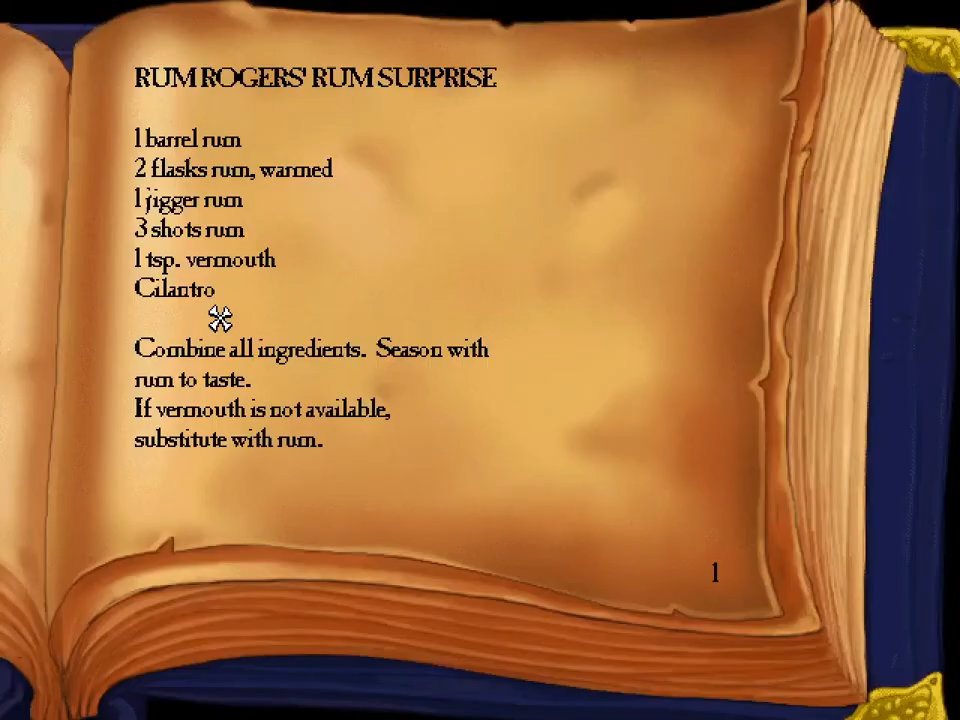 RUM ROGERS' RUM SURPRISE
1 barrel rum
2 flasks rum, warmed
1 jigger rum
3 shots rum
1 tsp. vermouth
Cilantro
Combine all ingredients. Season with
rum to taste.
If vermouth is not available,
substitute with rum.
1